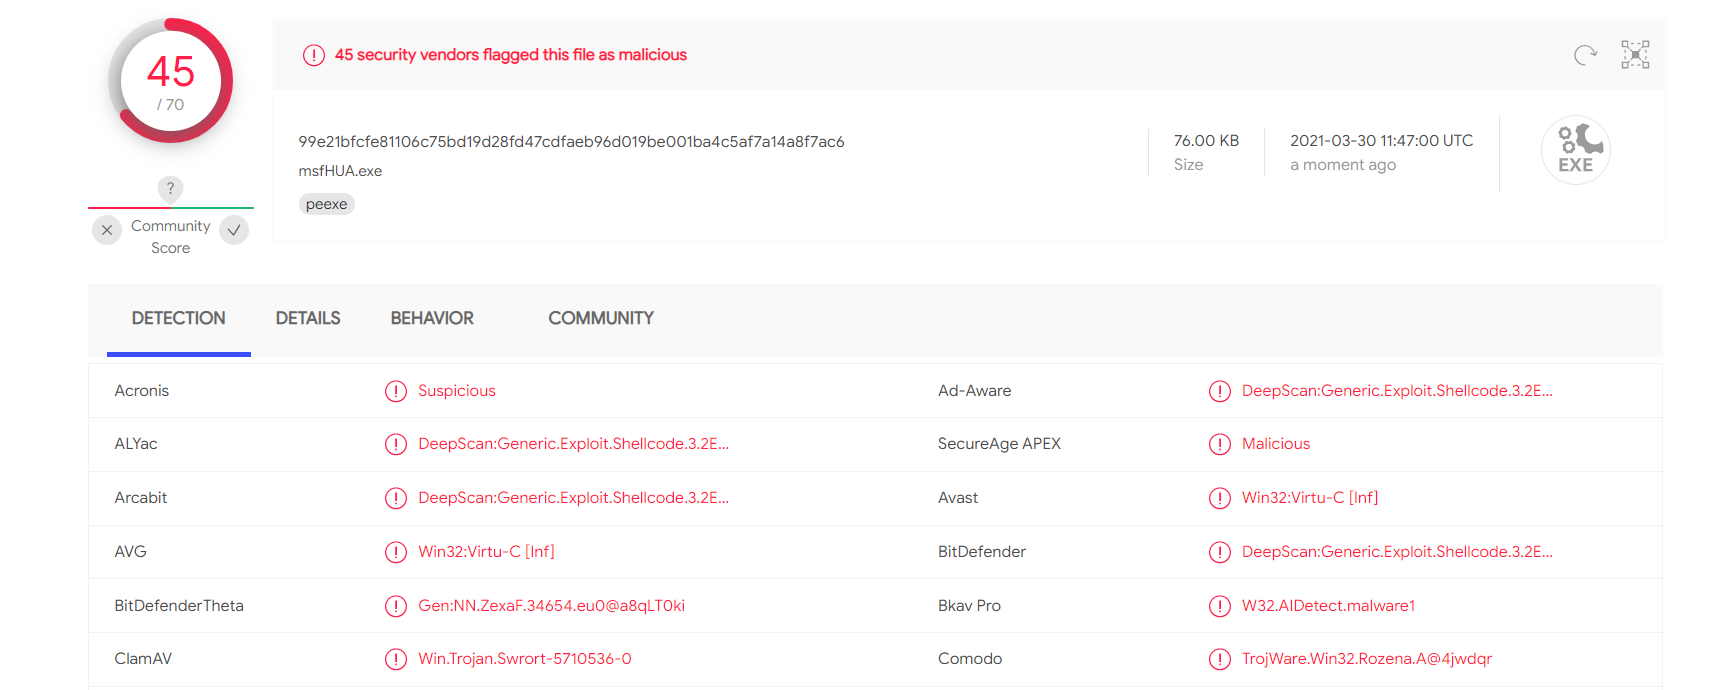 45
/ 70
?
Community
Score
45 security vendors flagged this file as malicious
99e21bfcfe81106c75bd19d28fd47cdfaeb96d019be001ba4c5af7a14a8f7ac6
msfHUA.exe
peexe
76.00 KB
Size
2021-03-30 11:47:00 UTC
a moment ago
EXE
DETECTION DETAILS BEHAVIOR COMMUNITY
Acronis Suspicious Ad-Aware DeepScan:Generic.Exploit.Shellcode.3.2E...
ALYac DeepScan:Generic.Exploit.Shellcode.3.2E... SecureAge APEX Malicious
Arcabit DeepScan:Generic.Exploit.Shellcode.3.2E... Avast Win32:Virtu-C [Inf]
AVG Win32:Virtu-C [Inf] BitDefender DeepScan:Generic.Exploit.Shellcode.3.2E...
BitDefenderTheta Gen:NN.ZexaF.34654.eu0@a8qLT0ki Bkav Pro W32.AIDetect.malware1
ClamAV Win.Trojan.Swrort-5710536-0 Comodo TrojWare.Win32.Rozena.A@4jwdqr